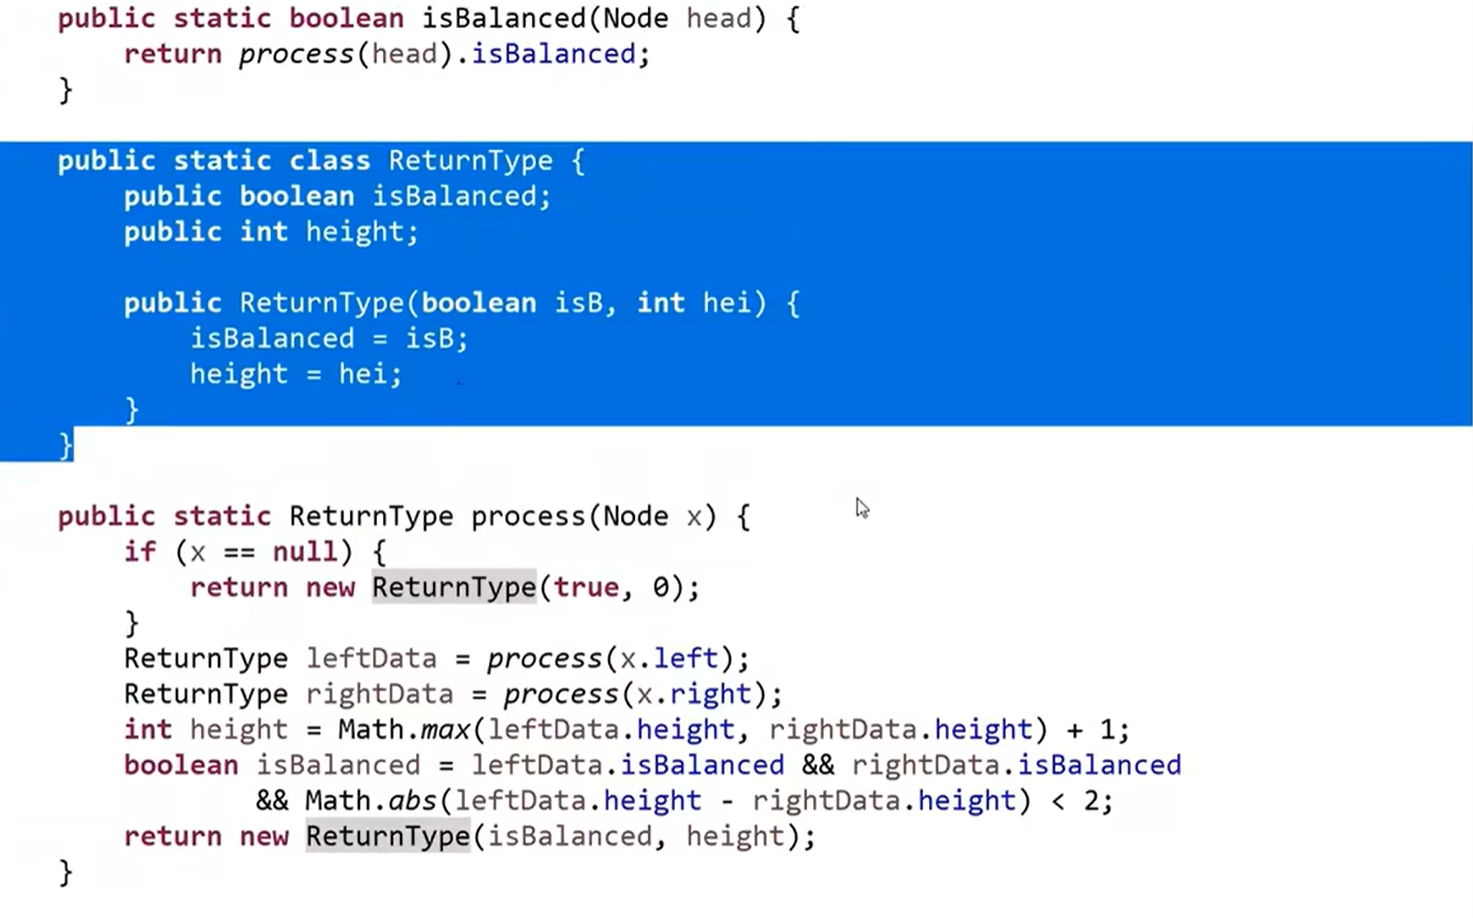 public static boolean isBalanced(Node head) {
    return process(head).isBalanced;
}
public static class ReturnType {
    public boolean isBalanced;
    public int height;
    public ReturnType(boolean isB, int hei) {
        isBalanced = isB;
        height = hei;
    }
}
public static ReturnType process(Node x) {
    if (x == null) {
        return new ReturnType(true, 0);
    }
    ReturnType leftData = process(x.left);
    ReturnType rightData = process(x.right);
    int height = Math.max(leftData.height, rightData.height) + 1;
    boolean isBalanced = leftData.isBalanced && rightData.isBalanced
            && Math.abs(leftData.height - rightData.height) < 2;
    return new ReturnType(isBalanced, height);
}